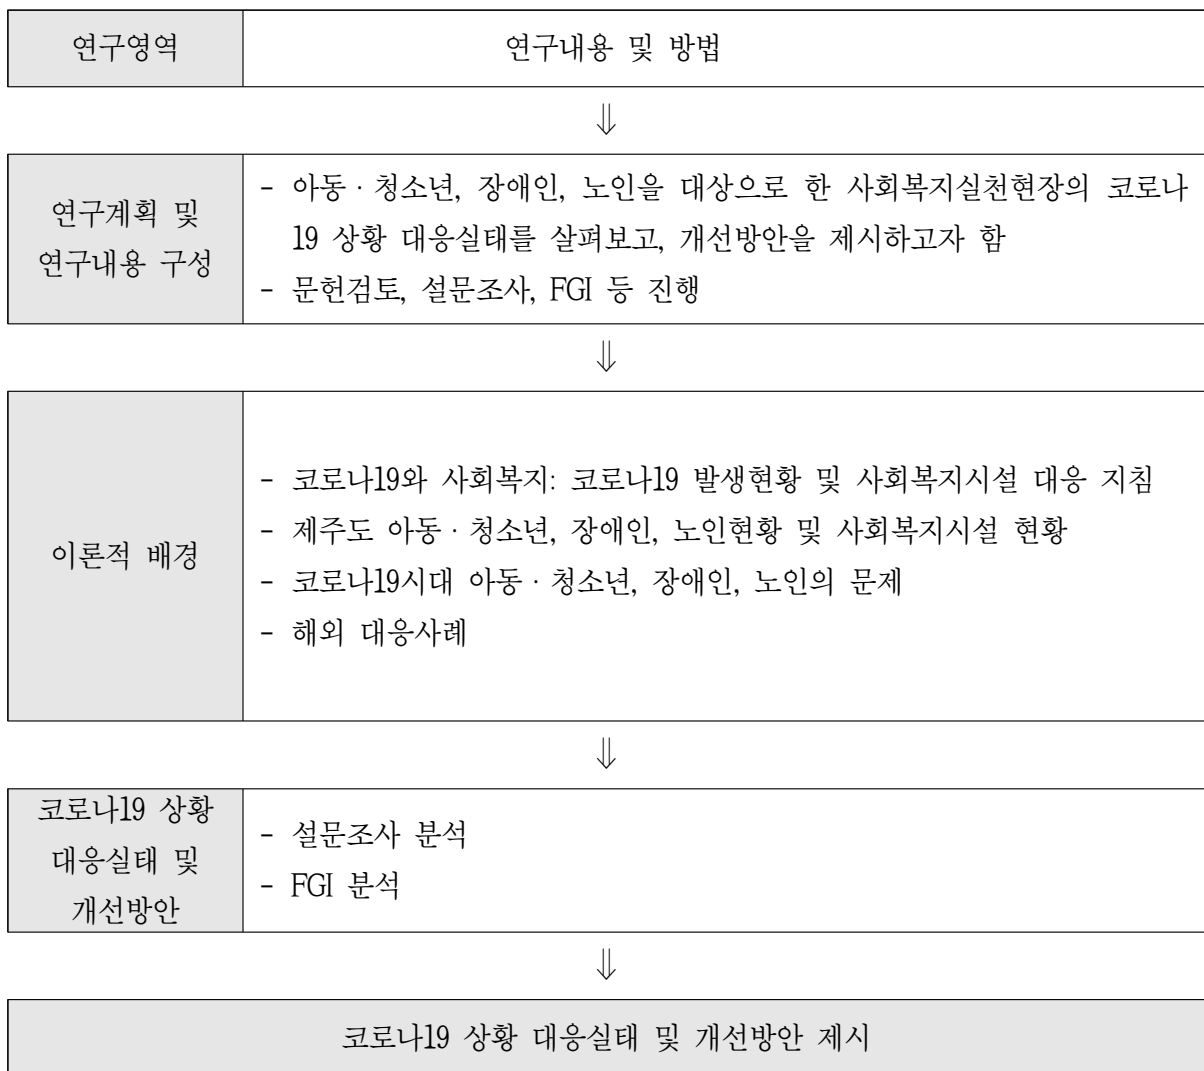 연구영역
연구내용 및 방법
⇓
연구계획 및
연구내용 구성
- 아동·청소년, 장애인, 노인을 대상으로 한 사회복지실천현장의 코로나
19 상황 대응실태를 살펴보고, 개선방안을 제시하고자 함
- 문헌검토, 설문조사, FGI 등 진행
⇓
이론적 배경
- 코로나19와 사회복지: 코로나19 발생현황 및 사회복지시설 대응 지침
- 제주도 아동·청소년, 장애인, 노인현황 및 사회복지시설 현황
- 코로나19시대 아동·청소년, 장애인, 노인의 문제
- 해외 대응사례
⇓
코로나19 상황
대응실태 및
개선방안
- 설문조사 분석
- FGI 분석
⇓
코로나19 상황 대응실태 및 개선방안 제시